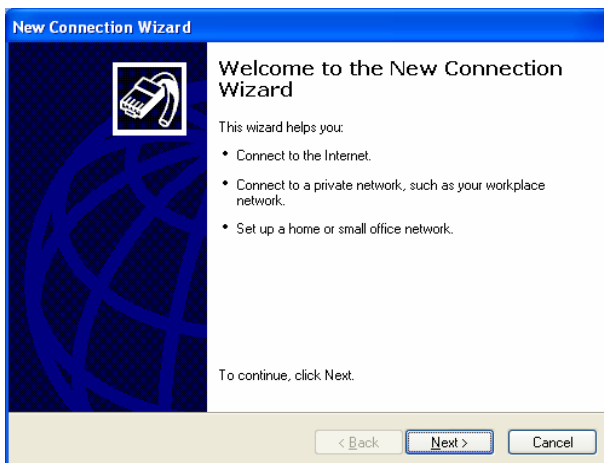 New Connection Wizard
Welcome to the New Connection
Wizard
This wizard helps you:
• Connect to the Internet.
• Connect to a private network, such as your workplace
network.
• Set up a home or small office network.
To continue, click Next.
< Back Next > Cancel